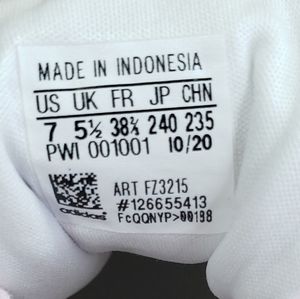 MADE IN INDONESIA
US UK FR JP CHN
7 5½ 38⅔ 240 235
PWI 001001 10/20
ART FZ3215
#126655413
adidas FcQQNYP>00198